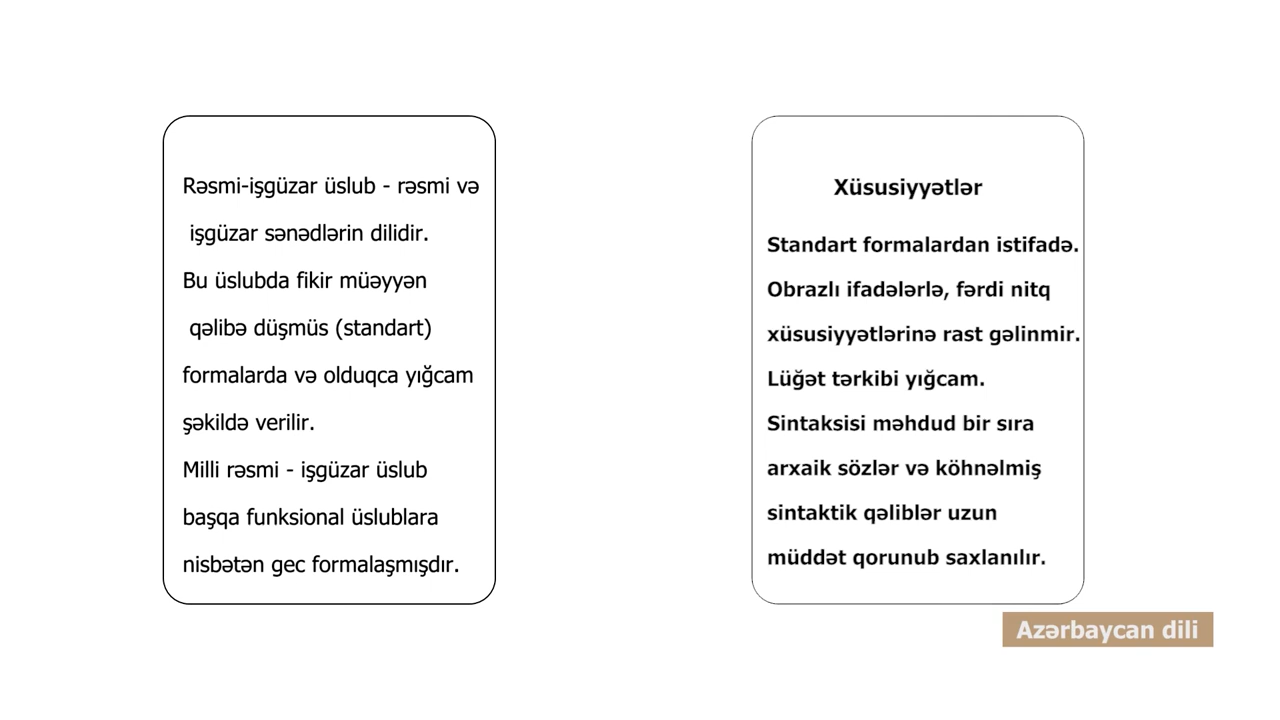 Rəsmi-işgüzar üslub - rəsmi və
işgüzar sənədlərin dilidir.
Bu üslubda fikir müəyyən
qəlibə düşmüs (standart)
formalarda və olduqca yığcam
şəkildə verilir.
Milli rəsmi - işgüzar üslub
başqa funksional üslublara
nisbətən gec formalaşmışdır.
Xüsusiyyətlər
Standart formalardan istifadə.
Obrazlı ifadələrlə, fərdi nitq
xüsusiyyətlərinə rast gəlinmir.
Lüğət tərkibi yığcam.
Sintaksisi məhdud bir sıra
arxaik sözlər və köhnəlmiş
sintaktik qəliblər uzun
müddət qorunub saxlanılır.
Azərbaycan dili